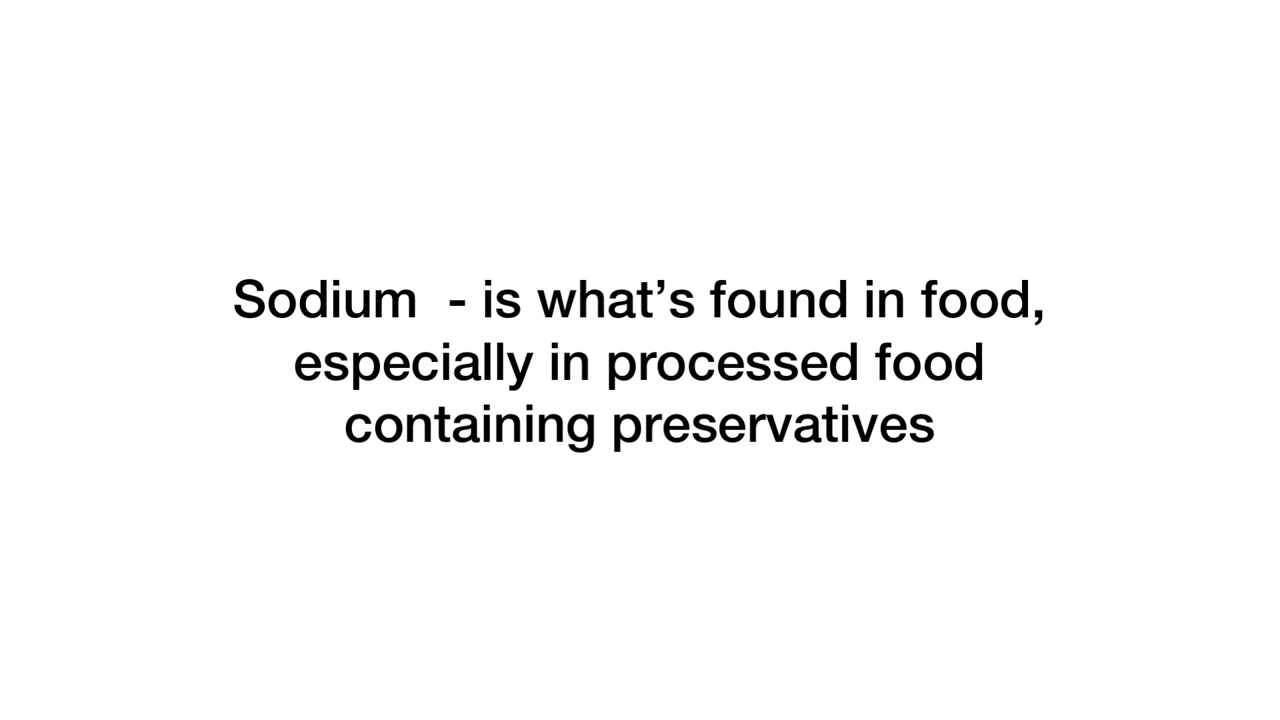 Sodium  - is what’s found in food,
especially in processed food
containing preservatives